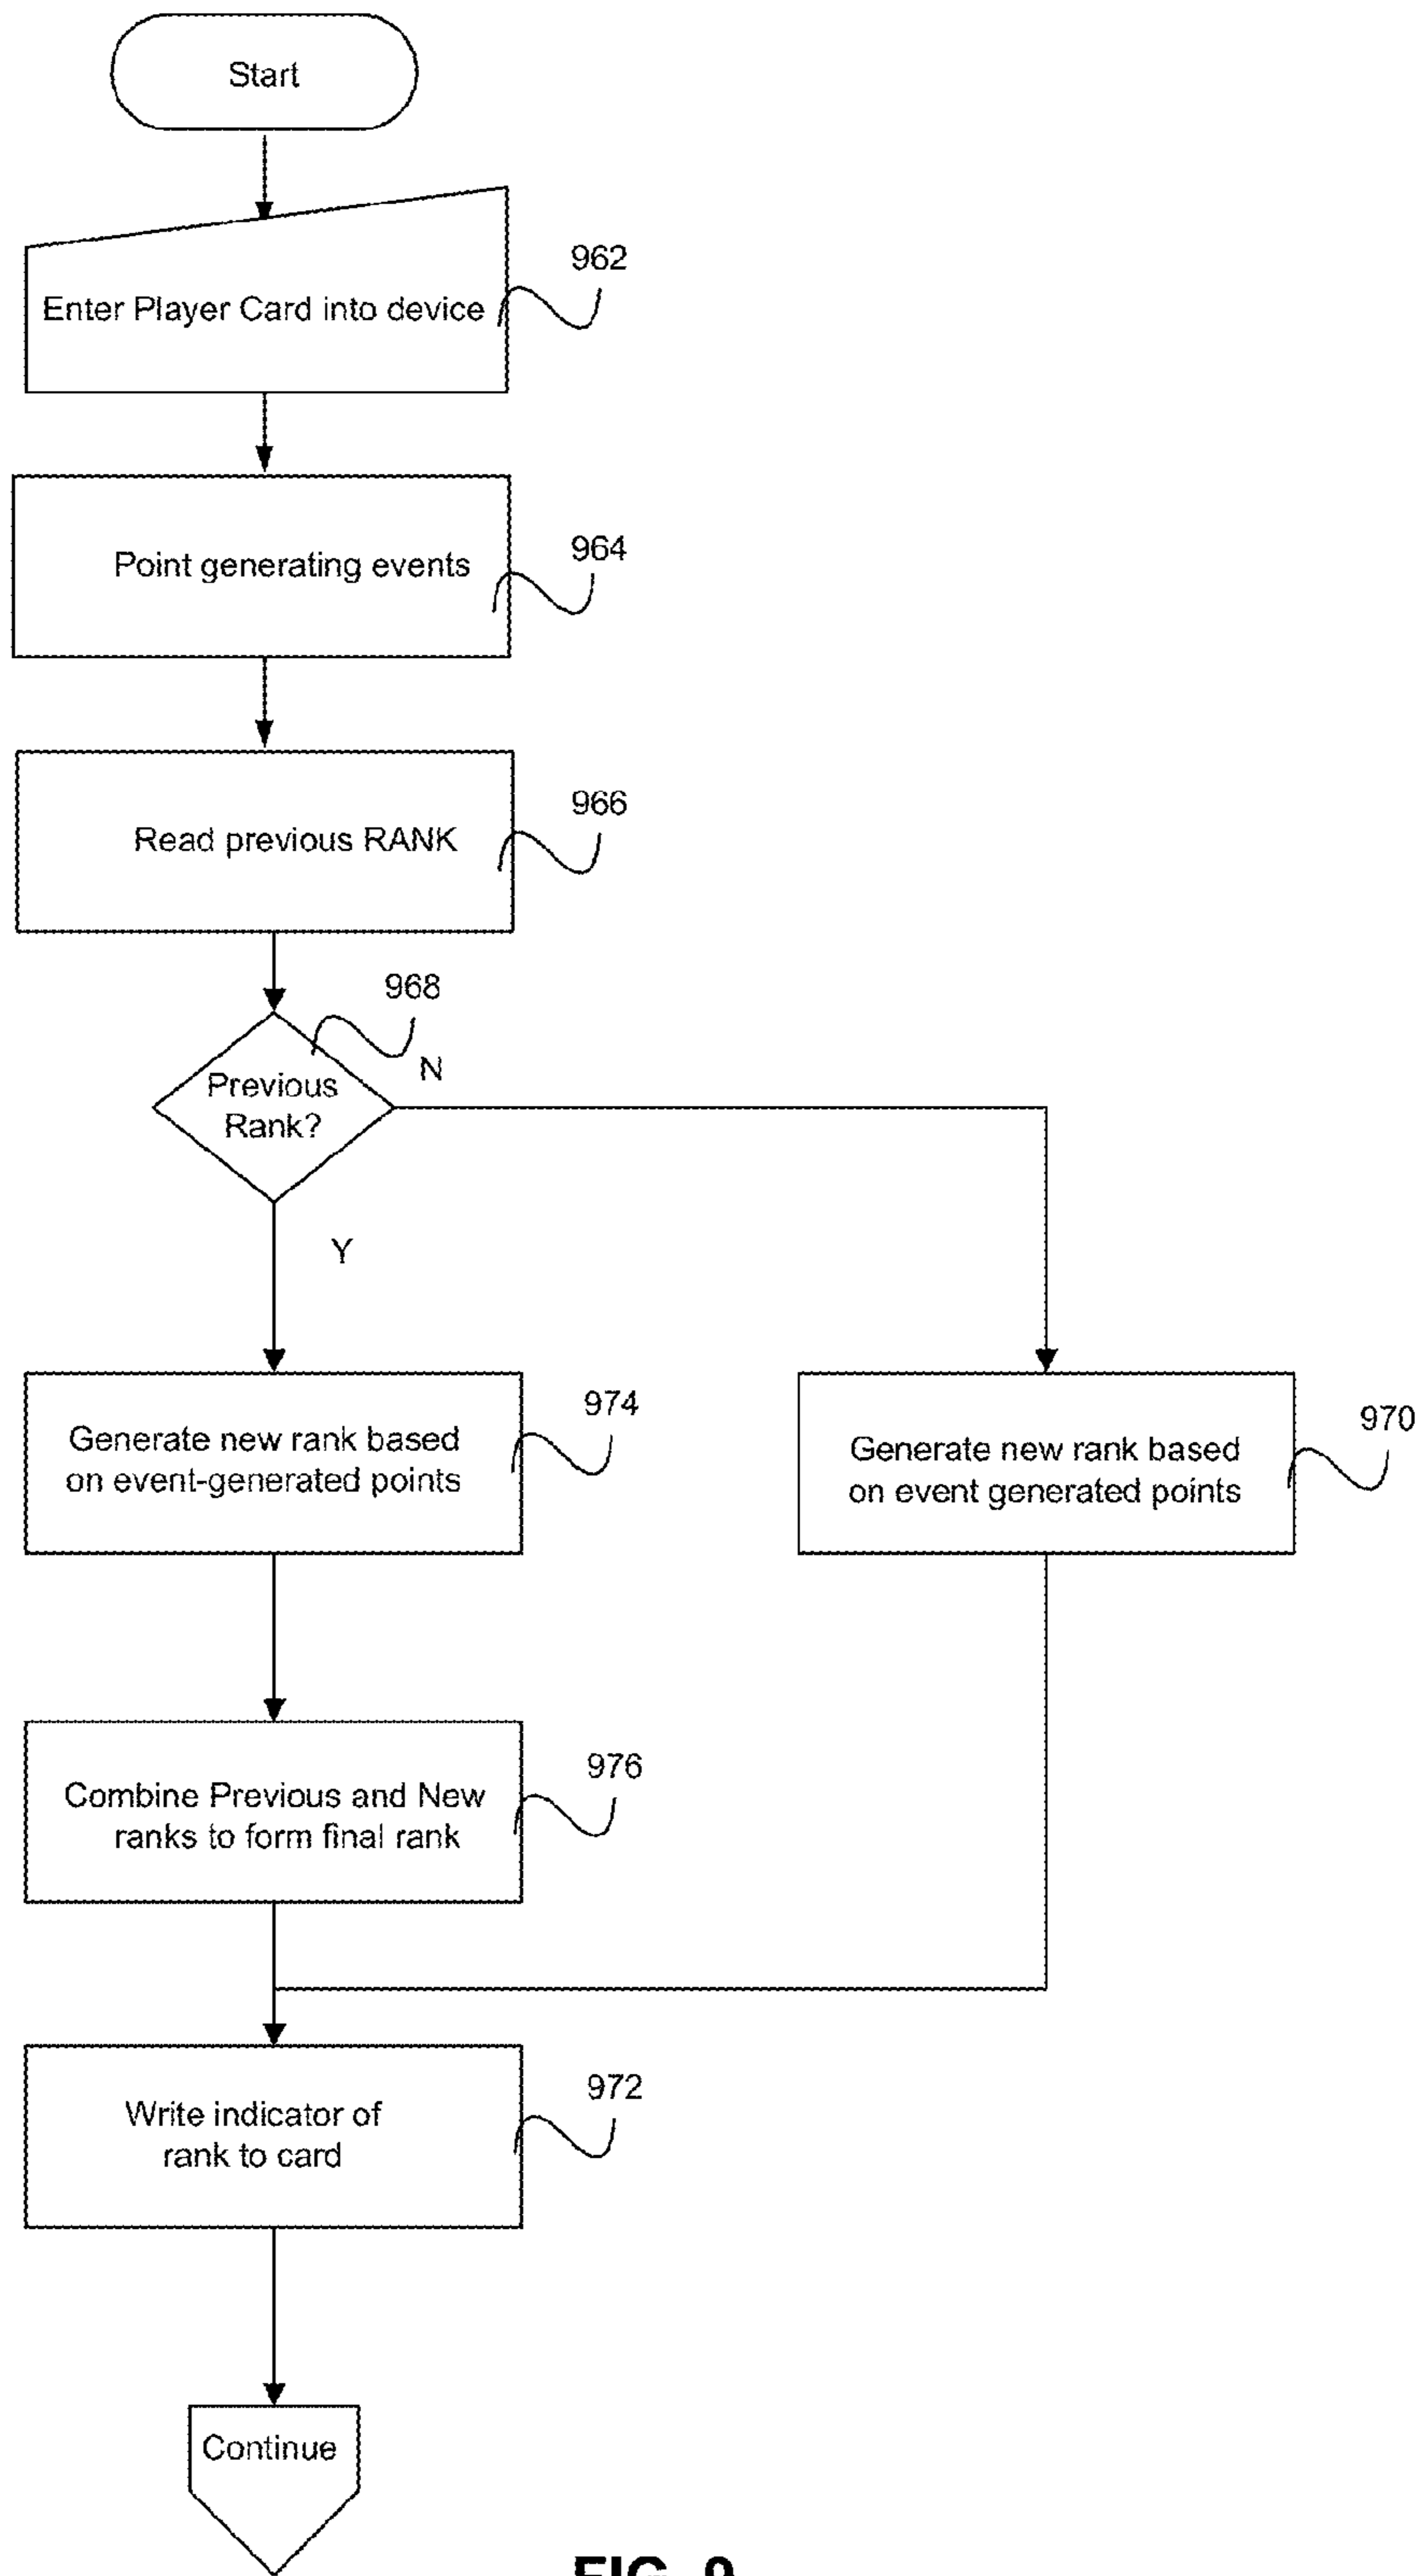 Start
962
Enter Player Card into device
964
Point generating events
966
Read previous RANK
968
N
Previous
Rank?
Y
974
Generate new rank based
on event-generated points
970
Generate new rank based
on event generated points
976
Combine Previous and New
ranks to form final rank
972
Write indicator of
rank to card
Continue
FIG. 9